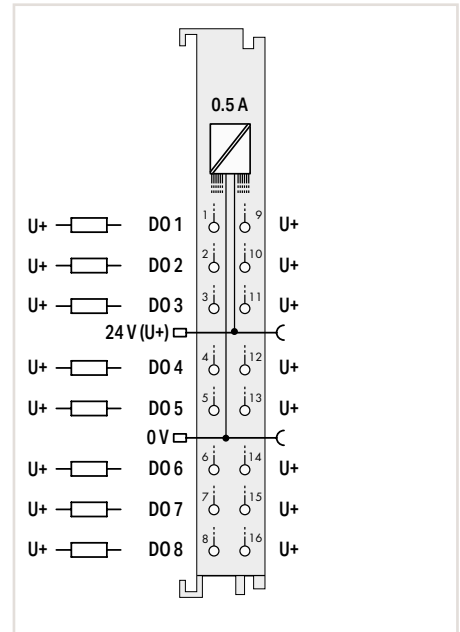 0.5 A
U+ DO 1 1 9 U+
U+ DO 2 2 10 U+
U+ DO 3 3 11 U+
24 V (U+)
U+ DO 4 4 12 U+
U+ DO 5 5 13 U+
0 V
U+ DO 6 6 14 U+
U+ DO 7 7 15 U+
U+ DO 8 8 16 U+